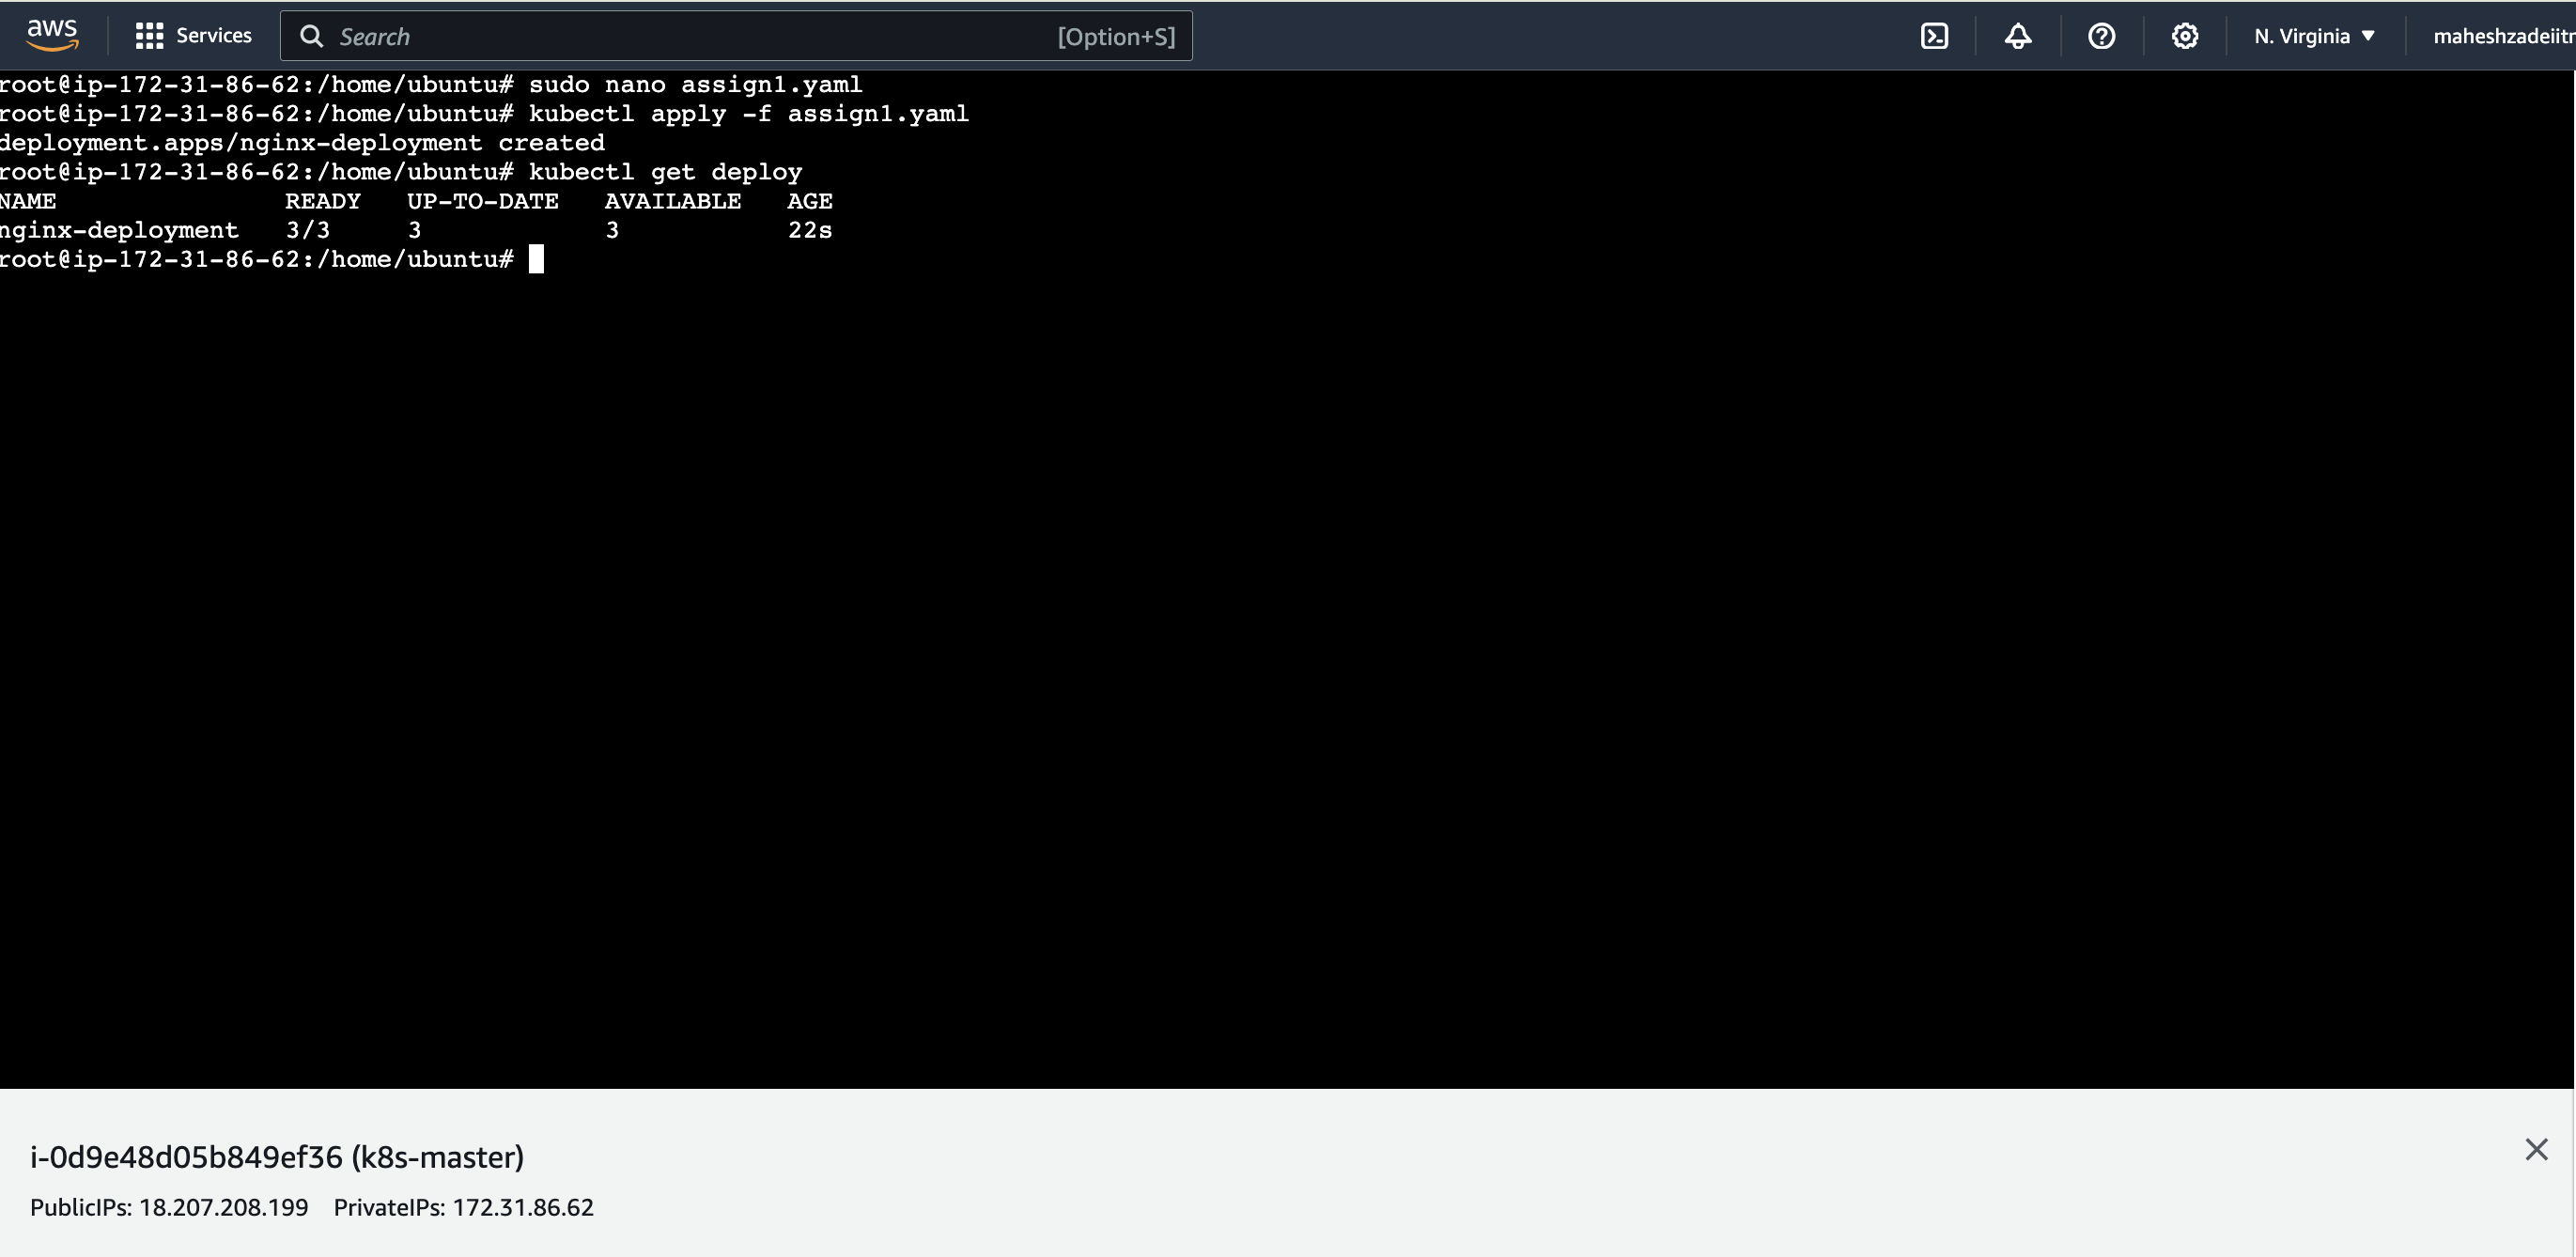 aws Services Search [Option+S] N. Virginia maheshzadeiitr
root@ip-172-31-86-62:/home/ubuntu# sudo nano assign1.yaml
root@ip-172-31-86-62:/home/ubuntu# kubectl apply -f assign1.yaml
deployment.apps/nginx-deployment created
root@ip-172-31-86-62:/home/ubuntu# kubectl get deploy
NAME READY UP-TO-DATE AVAILABLE AGE
nginx-deployment 3/3 3 3 22s
root@ip-172-31-86-62:/home/ubuntu#
i-0d9e48d05b849ef36 (k8s-master)
PublicIPs: 18.207.208.199 PrivateIPs: 172.31.86.62